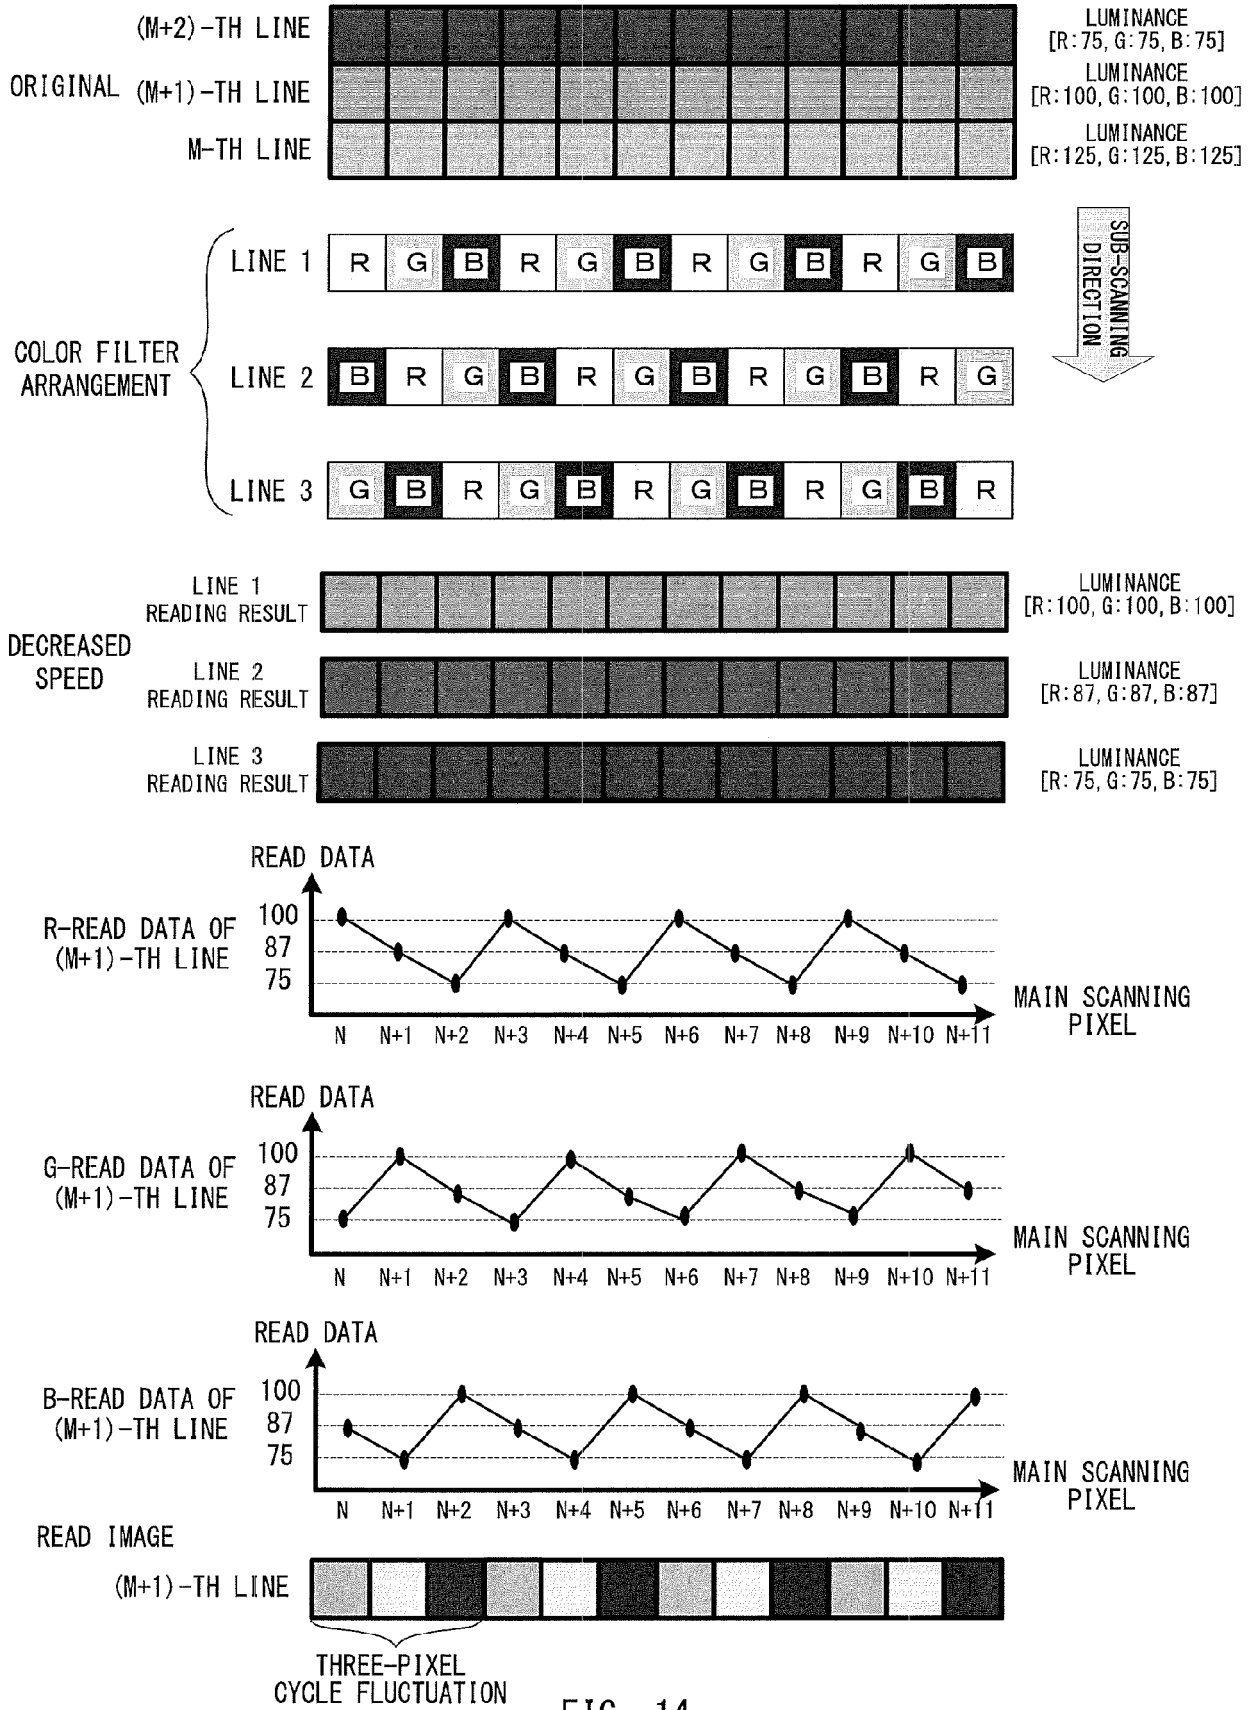 (M+2)-TH LINE
LUMINANCE
[R:75, G:75, B:75]
ORIGINAL (M+1)-TH LINE
LUMINANCE
[R:100, G:100, B:100]
M-TH LINE
LUMINANCE
[R:125, G:125, B:125]
SUB-SCANNING
DIRECTION
COLOR FILTER
ARRANGEMENT
LINE 1 R G B R G B R G B R G B
LINE 2 B R G B R G B R G B R G
LINE 3 G B R G B R G B R G B R
DECREASED
SPEED
LINE 1
READING RESULT
LUMINANCE
[R:100, G:100, B:100]
LINE 2
READING RESULT
LUMINANCE
[R:87, G:87, B:87]
LINE 3
READING RESULT
LUMINANCE
[R:75, G:75, B:75]
READ DATA
R-READ DATA OF
(M+1)-TH LINE
100
87
75
N N+1 N+2 N+3 N+4 N+5 N+6 N+7 N+8 N+9 N+10 N+11
MAIN SCANNING
PIXEL
READ DATA
G-READ DATA OF
(M+1)-TH LINE
100
87
75
N N+1 N+2 N+3 N+4 N+5 N+6 N+7 N+8 N+9 N+10 N+11
MAIN SCANNING
PIXEL
READ DATA
B-READ DATA OF
(M+1)-TH LINE
100
87
75
N N+1 N+2 N+3 N+4 N+5 N+6 N+7 N+8 N+9 N+10 N+11
MAIN SCANNING
PIXEL
READ IMAGE
(M+1)-TH LINE
THREE-PIXEL
CYCLE FLUCTUATION
FIG. 14